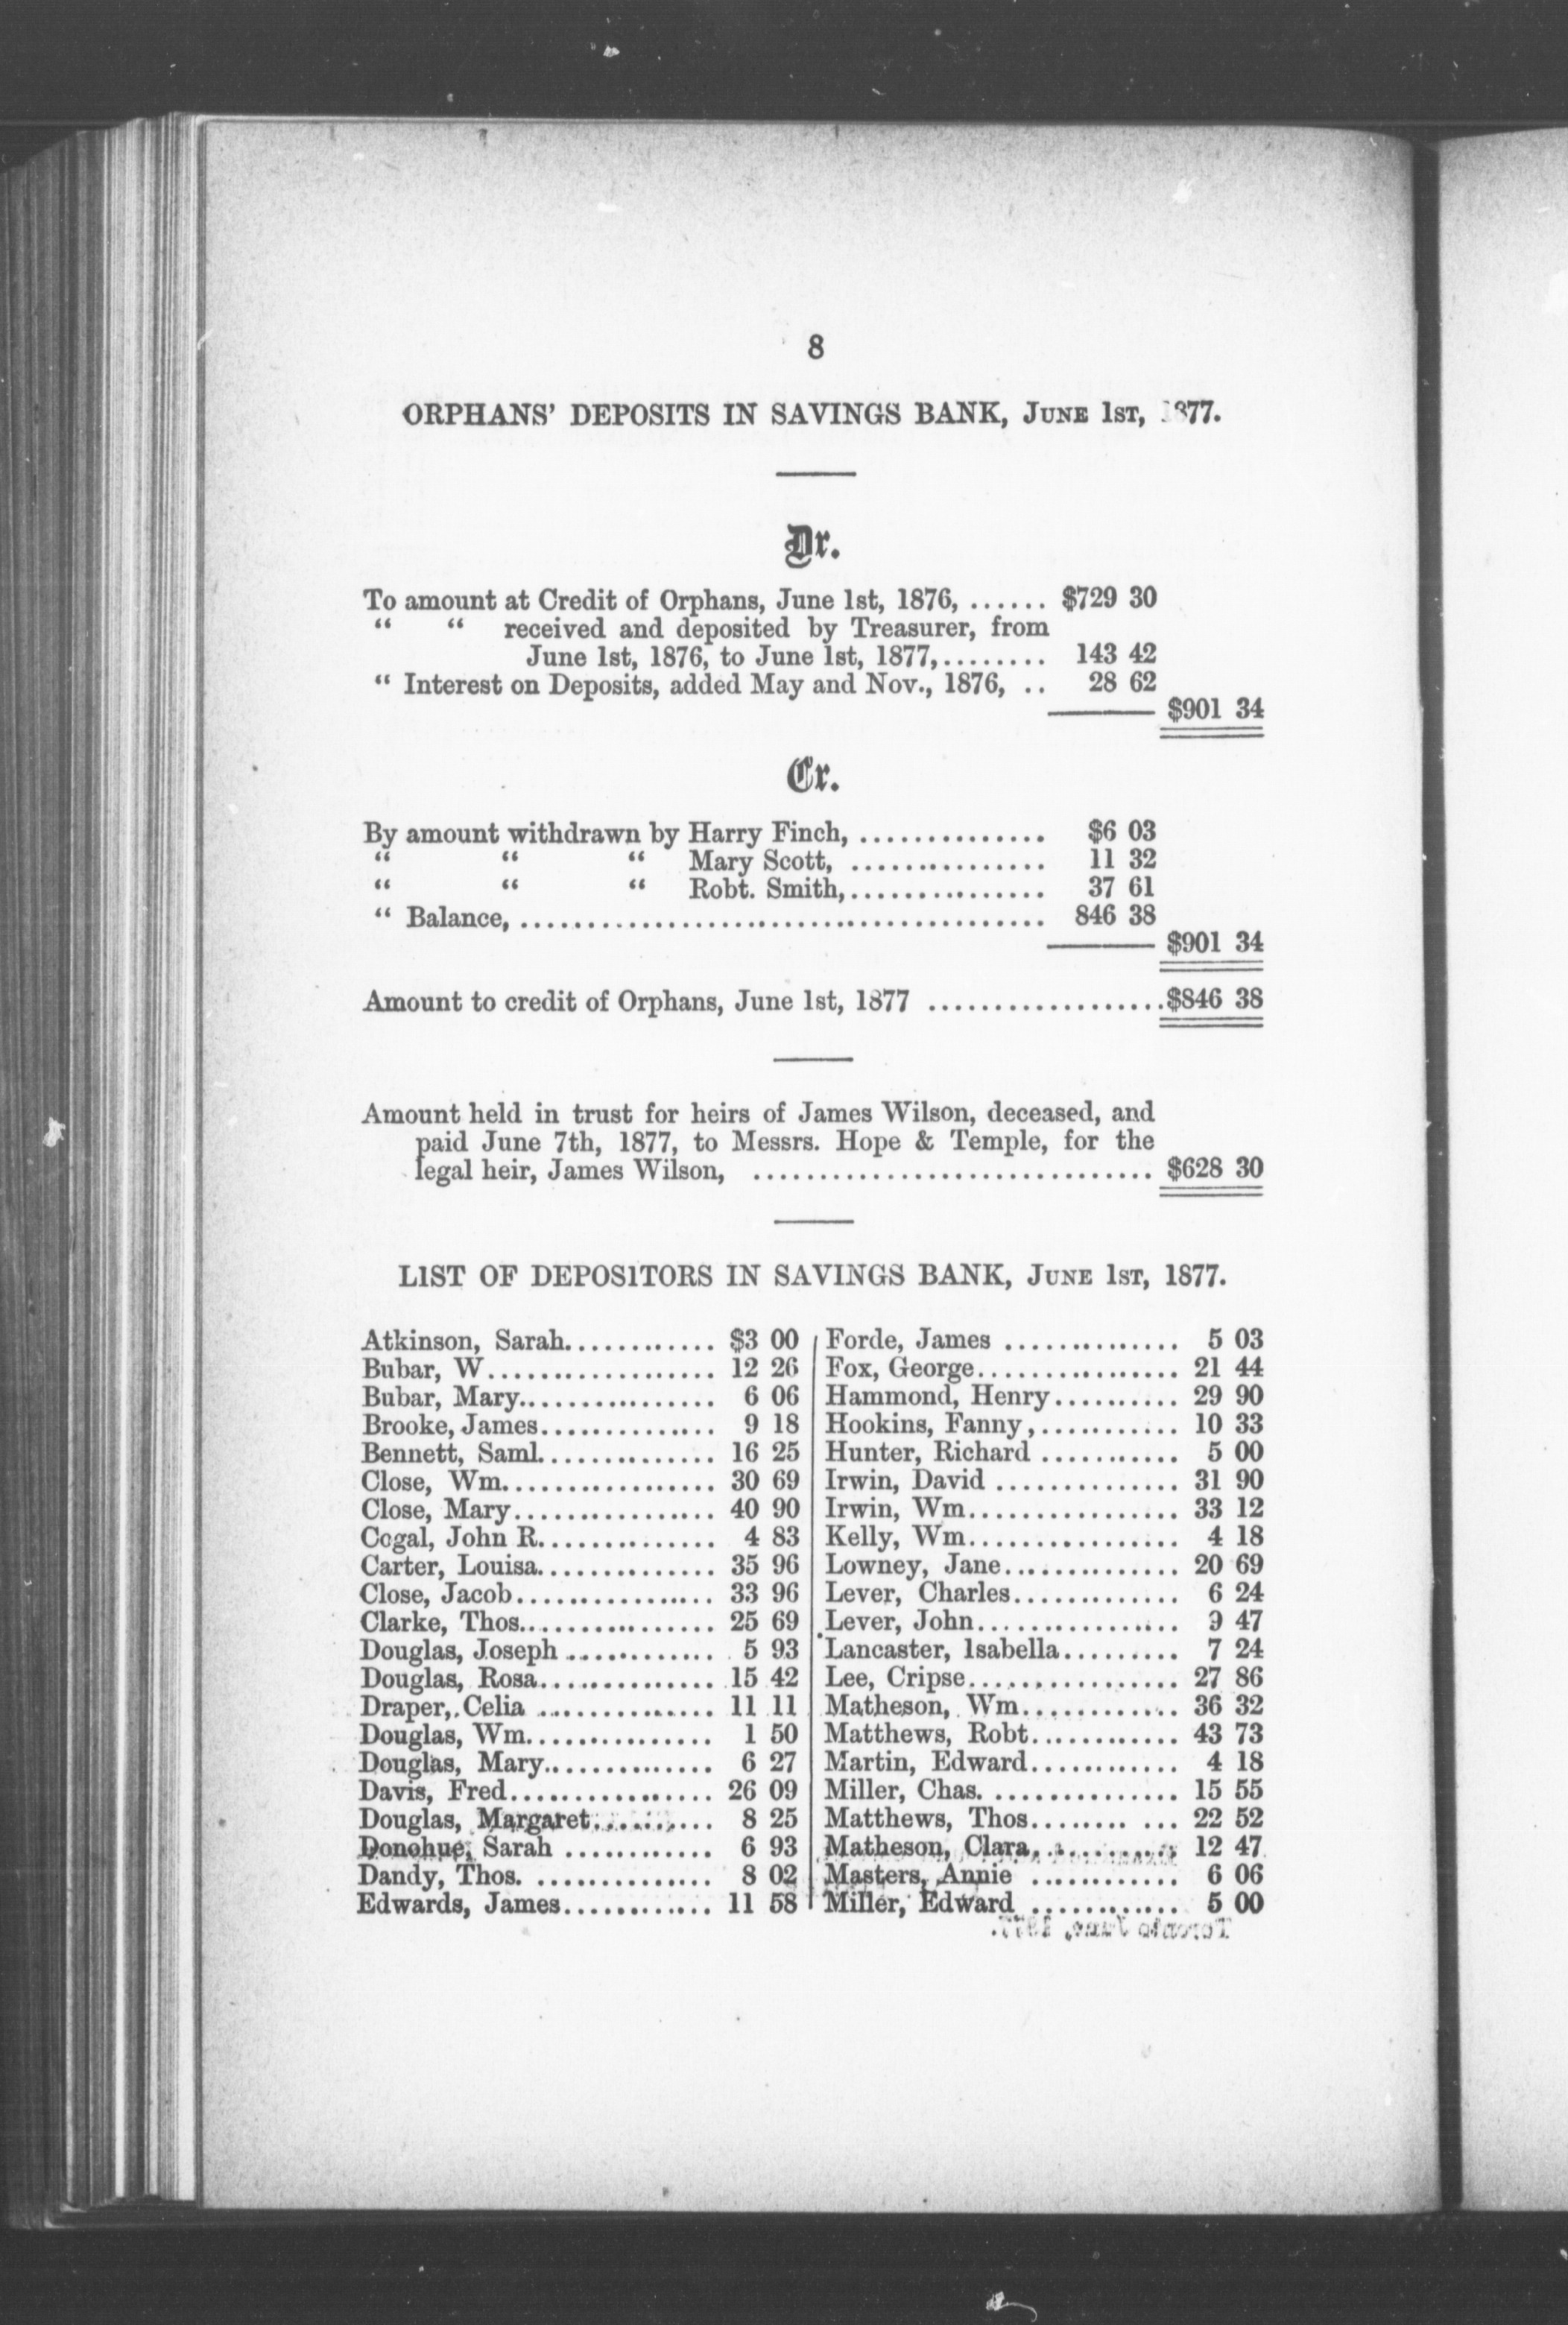 8
ORPHANS' DEPOSITS IN SAVINGS BANK, JUNE 1ST, 1877.
Dr.
To amount at Credit of Orphans, June 1st, 1876, ...... $729 30
“ “ received and deposited by Treasurer, from
June 1st, 1876, to June 1st, 1877,........ 143 42
“ Interest on Deposits, added May and Nov., 1876, .. 28 62
$901 34
Cr.
By amount withdrawn by Harry Finch, .............. $6 03
“ “ “ Mary Scott, ............... 11 32
“ “ “ Robt. Smith,............... 37 61
“ Balance, ....................................... 846 38
$901 34
Amount to credit of Orphans, June 1st, 1877 ..................$846 38
Amount held in trust for heirs of James Wilson, deceased, and
paid June 7th, 1877, to Messrs. Hope & Temple, for the
legal heir, James Wilson, .............................. $628 30
LIST OF DEPOSITORS IN SAVINGS BANK, JUNE 1ST, 1877.
Atkinson, Sarah............ $3 00
Bubar, W.................. 12 26
Bubar, Mary............... 6 06
Brooke, James............. 9 18
Bennett, Saml.............. 16 25
Close, Wm................. 30 69
Close, Mary................ 40 90
Cogal, John R.............. 4 83
Carter, Louisa.............. 35 96
Close, Jacob................ 33 96
Clarke, Thos............... 25 69
Douglas, Joseph ............ 5 93
Douglas, Rosa.............. 15 42
Draper, Celia .............. 11 11
Douglas, Wm............... 1 50
Douglas, Mary.............. 6 27
Davis, Fred................ 26 09
Douglas, Margaret.......... 8 25
Donohue, Sarah ............ 6 93
Dandy, Thos. .............. 8 02
Edwards, James............ 11 58
Forde, James .............. 5 03
Fox, George................ 21 44
Hammond, Henry.......... 29 90
Hookins, Fanny,........... 10 33
Hunter, Richard ........... 5 00
Irwin, David .............. 31 90
Irwin, Wm................. 33 12
Kelly, Wm................. 4 18
Lowney, Jane.............. 20 69
Lever, Charles............. 6 24
Lever, John................ 9 47
Lancaster, Isabella......... 7 24
Lee, Cripse................ 27 86
Matheson, Wm............. 36 32
Matthews, Robt............ 43 73
Martin, Edward............ 4 18
Miller, Chas. .............. 15 55
Matthews, Thos........ ... 22 52
Matheson, Clara........... 12 47
Masters, Annie ............ 6 06
Miller, Edward ............ 5 00
Toronto June, 1877.